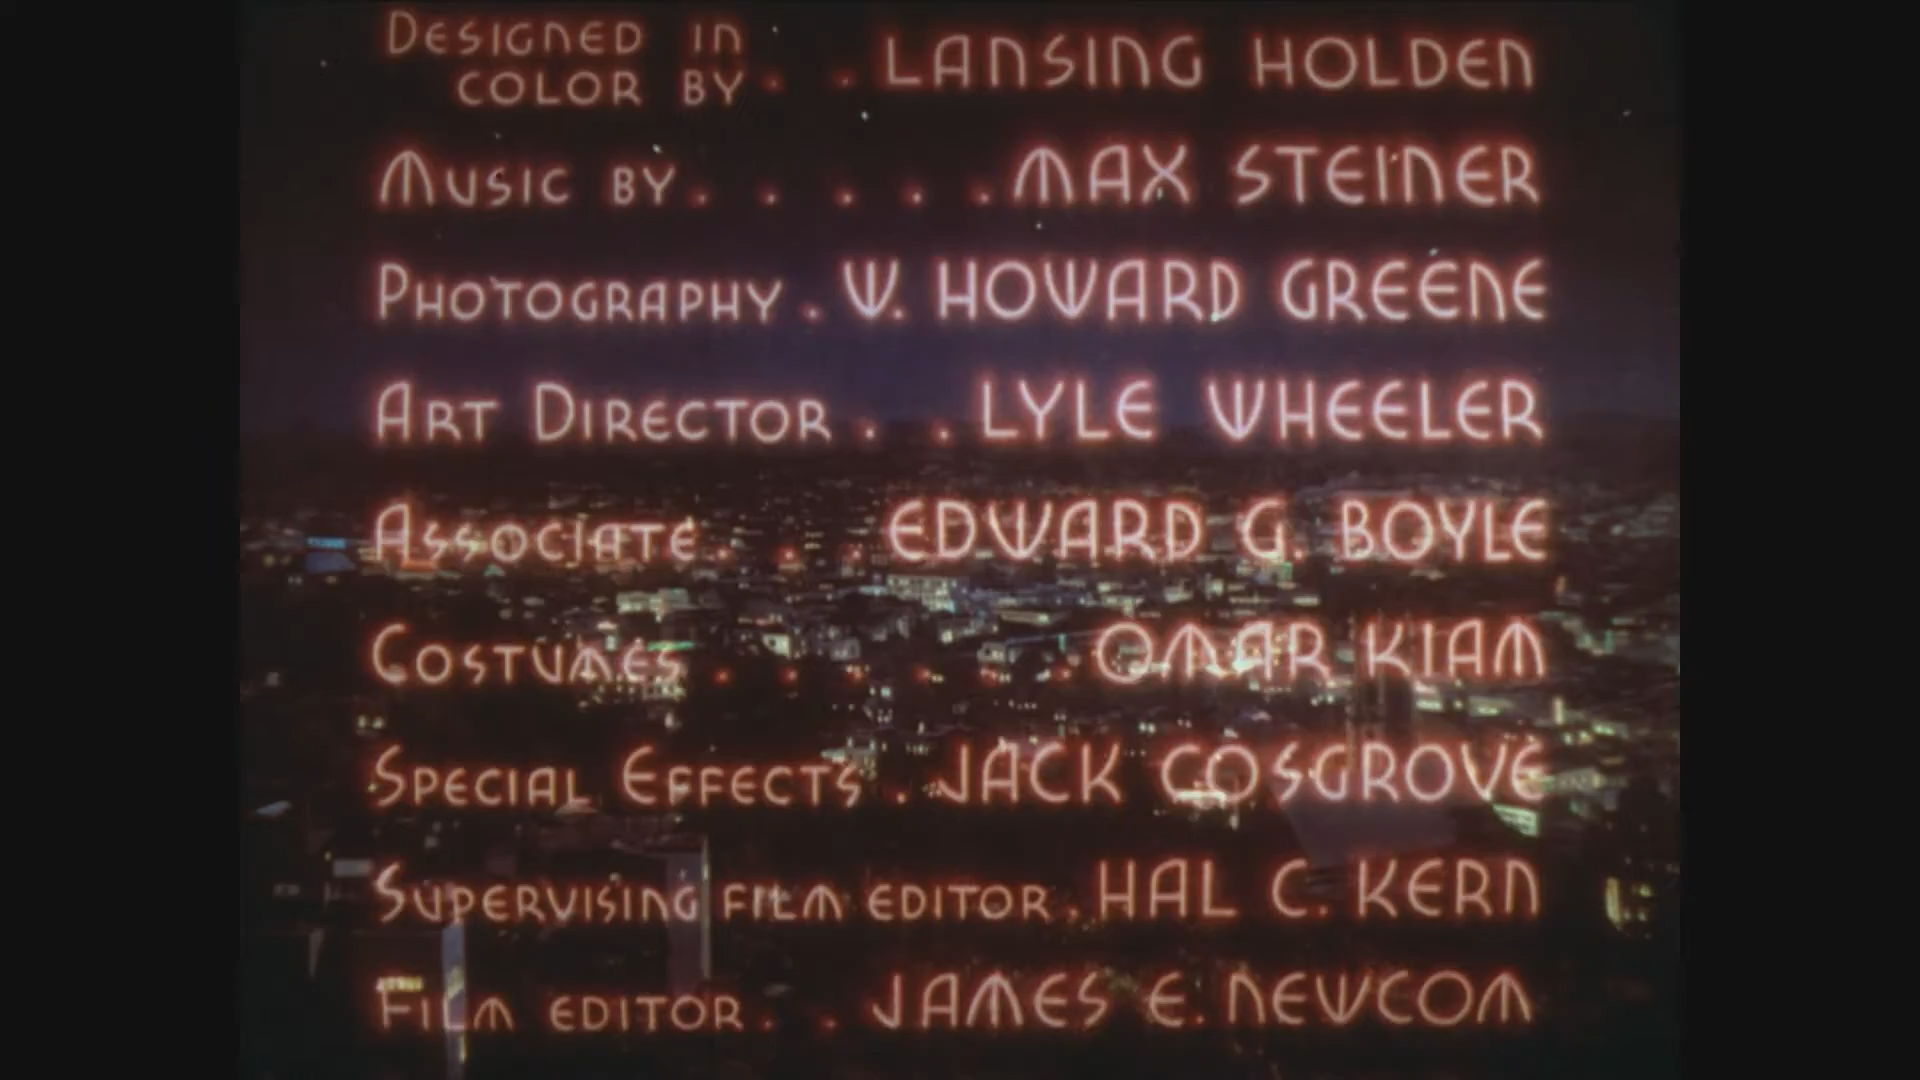 DESIGNED IN
COLOR BY . . LANSING HOLDEN
MUSIC BY . . . . . MAX STEINER
PHOTOGRAPHY . W. HOWARD GREENE
ART DIRECTOR . . LYLE WHEELER
ASSOCIATE . . . EDWARD G. BOYLE
COSTUMES . . . . . . OMAR KIAM
SPECIAL EFFECTS . JACK COSGROVE
SUPERVISING FILM EDITOR . HAL C. KERN
FILM EDITOR . . JAMES E. NEWCOM